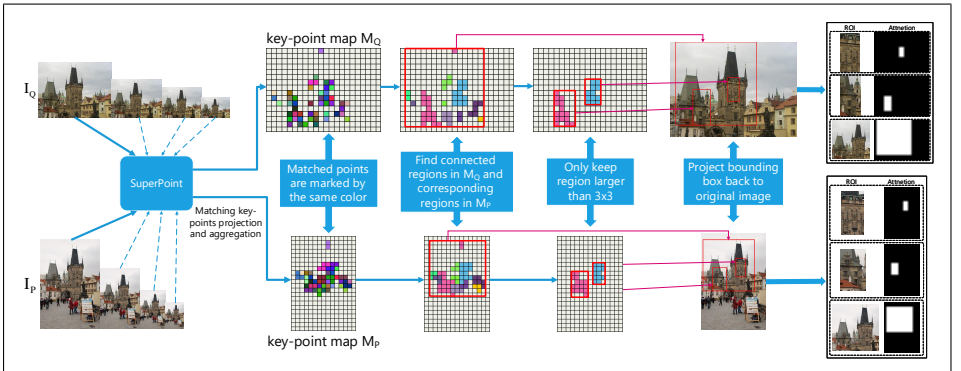 key-point map M_Q
I_Q
SuperPoint
Matching key-
points projection
and aggregation
I_P
Matched points
are marked by
the same color
Find connected
regions in M_Q and
corresponding
regions in M_P
Only keep
region larger
than 3x3
Project bounding
box back to
original image
key-point map M_P
ROI Attnetion
ROI Attnetion